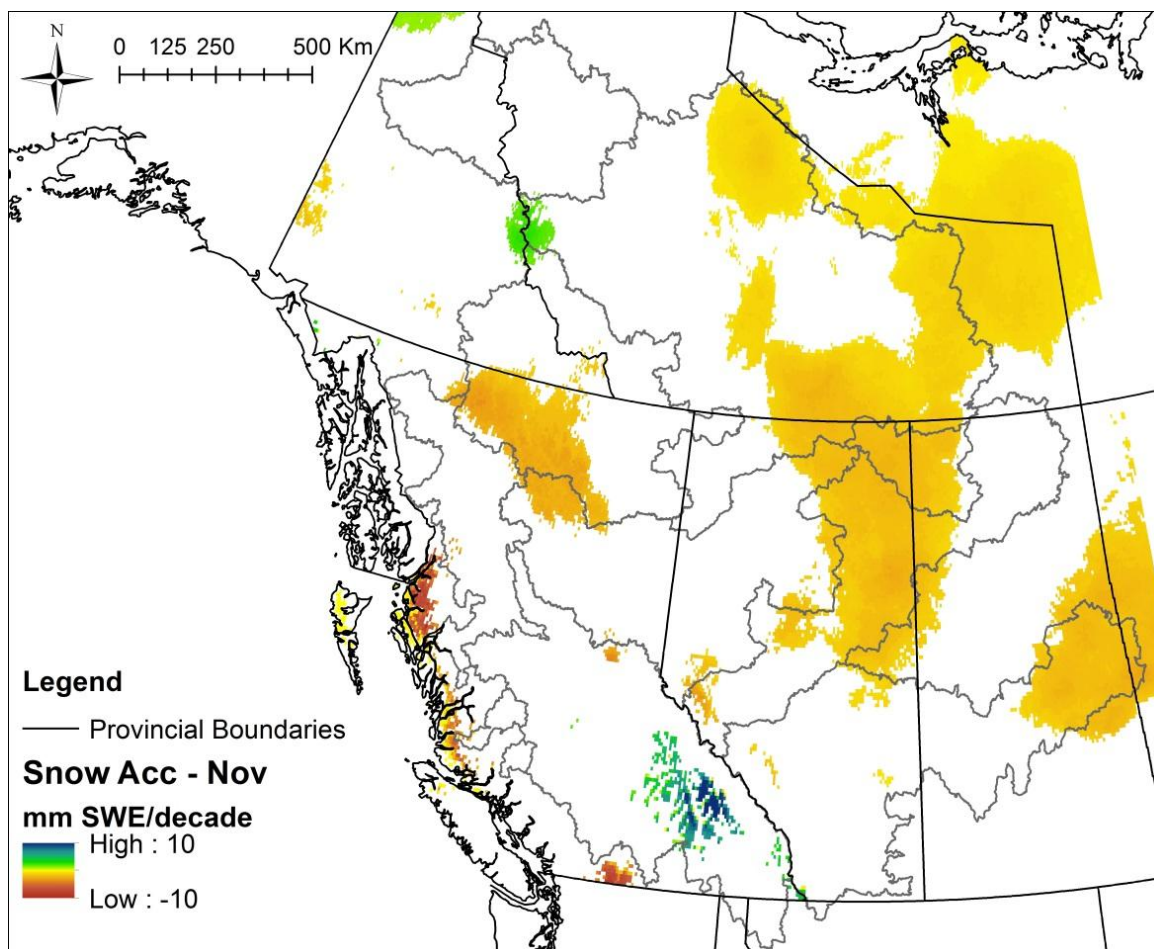 N
0 125 250 500 Km
Legend
Provincial Boundaries
Snow Acc - Nov
mm SWE/decade
High : 10
Low : -10